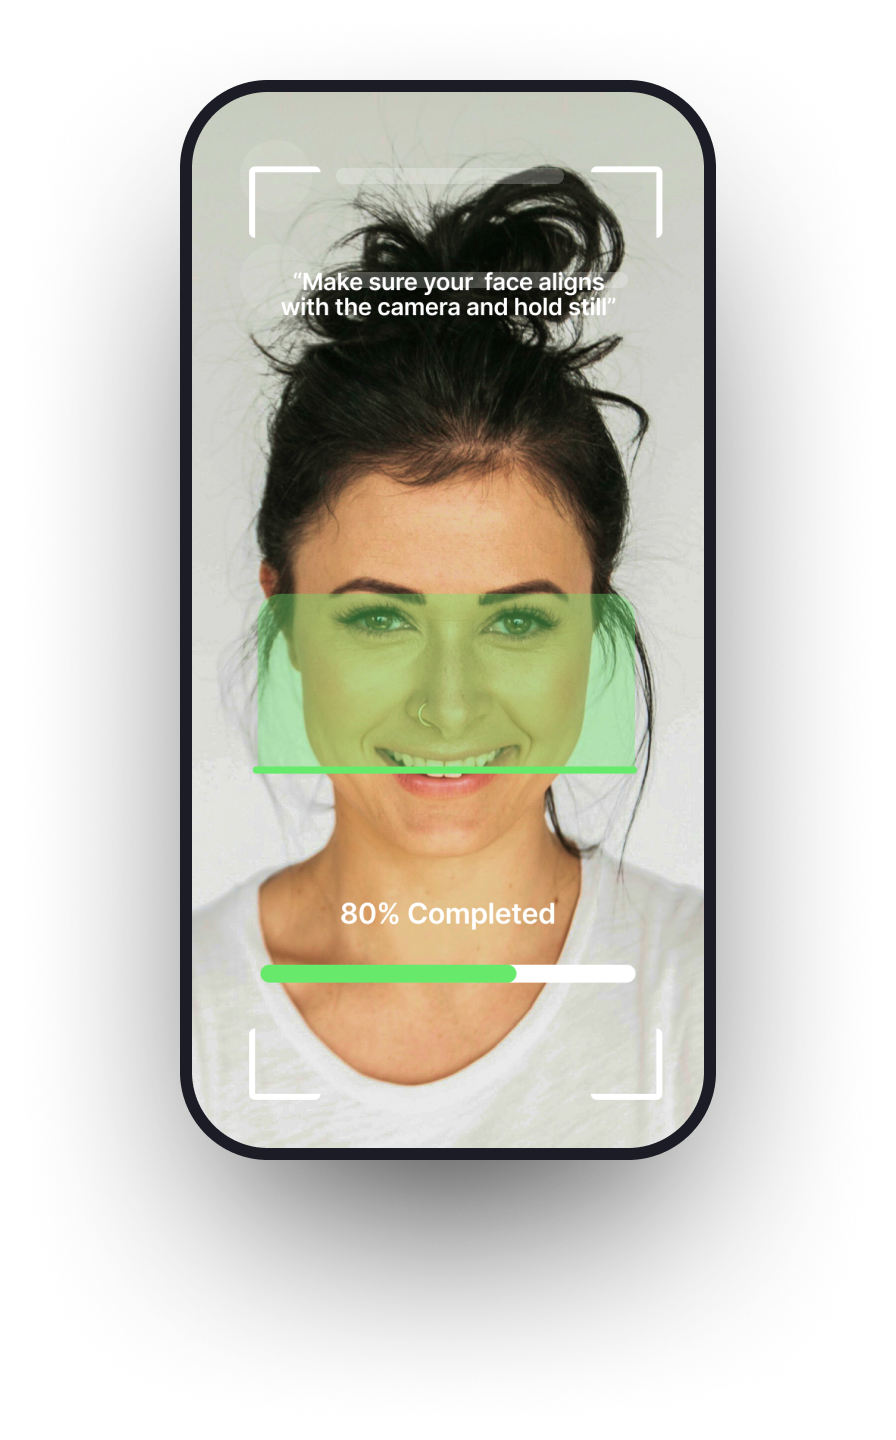 “Make sure your  face aligns
with the camera and hold still”
80% Completed